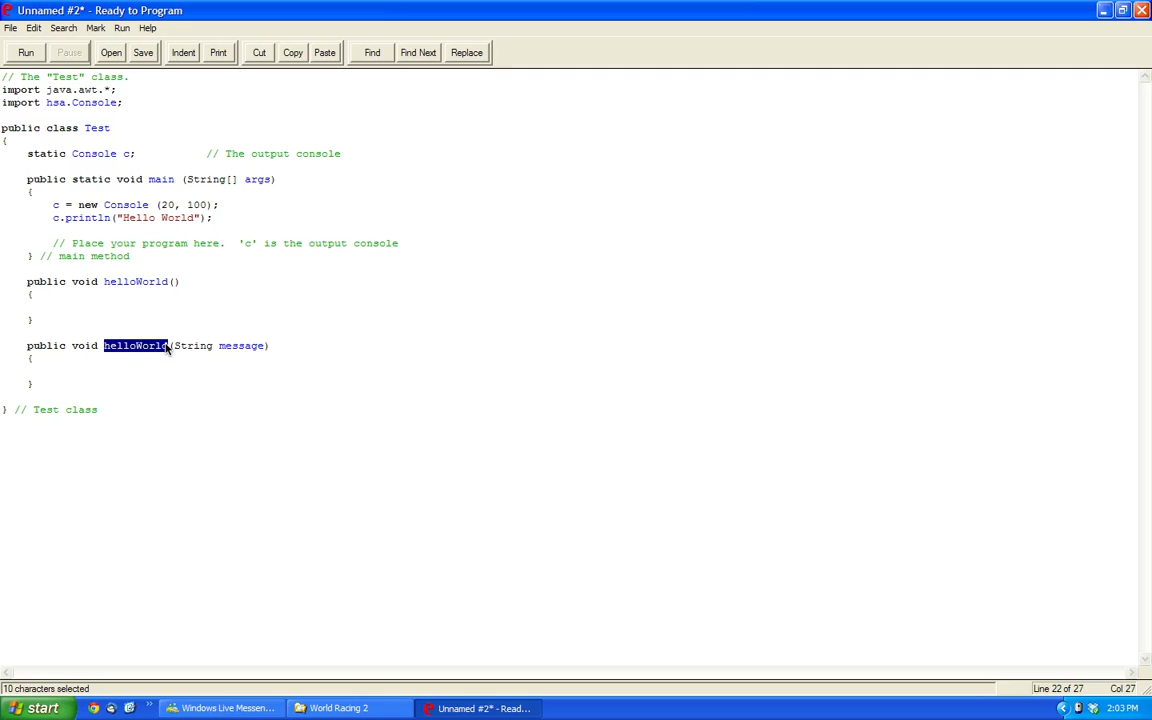 Unnamed #2* - Ready to Program
File Edit Search Mark Run Help
Run Pause Open Save Indent Print Cut Copy Paste Find Find Next Replace
// The "Test" class.
import java.awt.*;
import hsa.Console;
public class Test
{
static Console c; // The output console
public static void main (String[] args)
{
c = new Console (20, 100);
c.println("Hello World");
// Place your program here. 'c' is the output console
} // main method
public void helloWorld()
{
}
public void helloWorld(String message)
{
}
} // Test class
10 characters selected Line 22 of 27 Col 27
start Windows Live Messen... World Racing 2 Unnamed #2* - Read... 2:03 PM